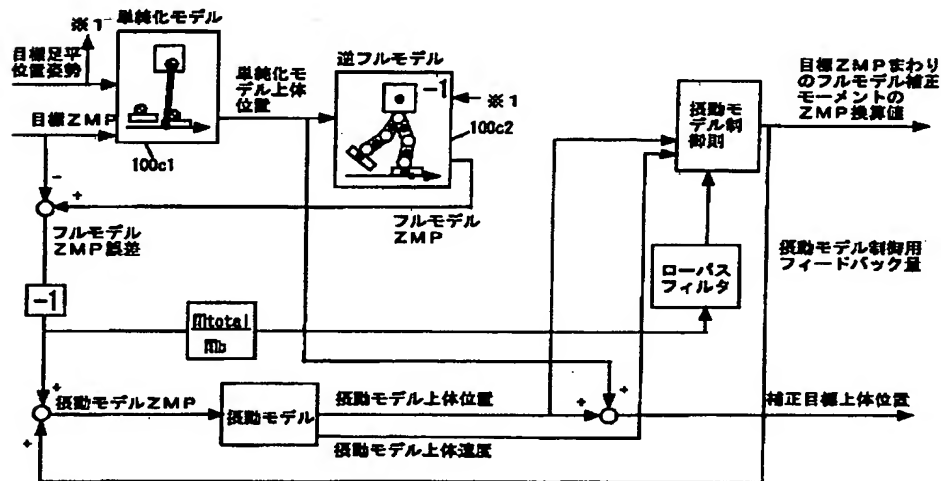 ※1
単純化モデル
目標足平
位置姿勢
目標ZMP
100c1
単純化モ
デル上体
位置
逆フルモデル
-1
※1
100c2
摂動モ
デル制
御則
目標ZMPまわり
のフルモデル補正
モーメントの
ZMP換算値
-
+
フルモデル
ZMP誤差
フルモデル
ZMP
ローパス
フィルタ
摂動モデル制御用
フィードバック量
-1
Mtotal
Mb
+
+
摂動モデルZMP
摂動モデル
摂動モデル上体位置
摂動モデル上体速度
+
+
補正目標上体位置